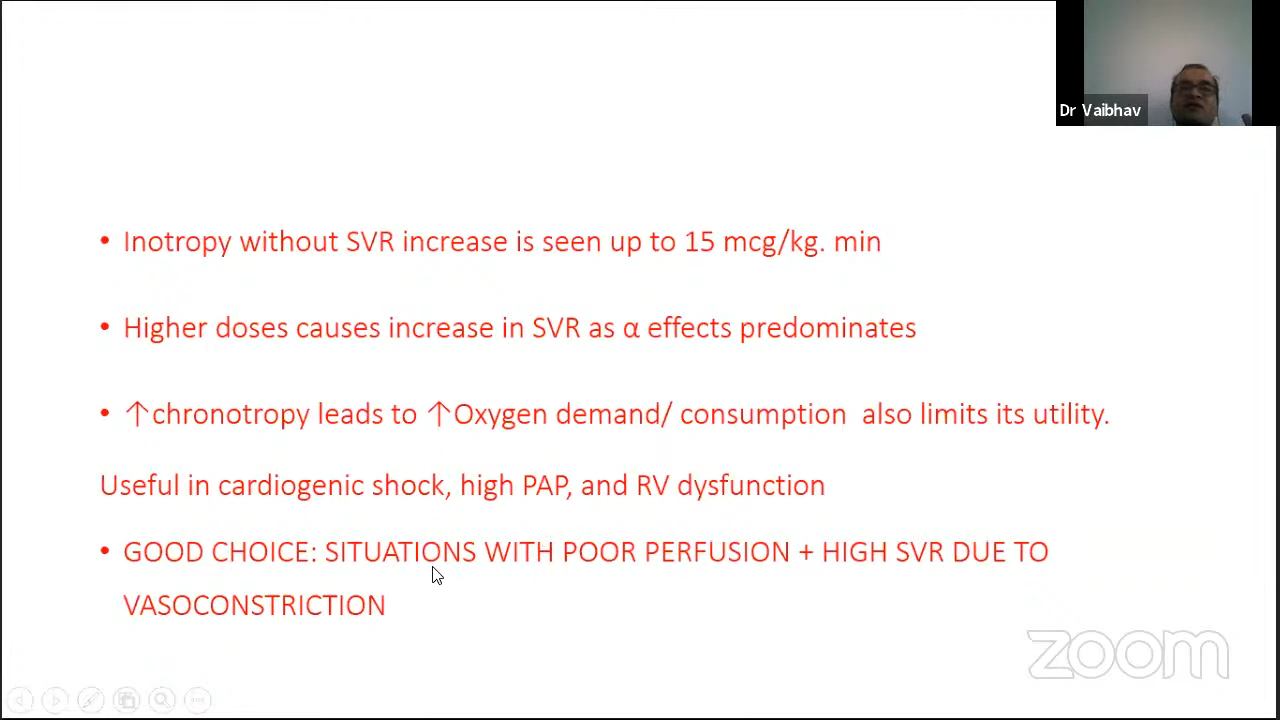 Dr Vaibhav
• Inotropy without SVR increase is seen up to 15 mcg/kg. min
• Higher doses causes increase in SVR as α effects predominates
• ↑chronotropy leads to ↑Oxygen demand/ consumption also limits its utility.
Useful in cardiogenic shock, high PAP, and RV dysfunction
• GOOD CHOICE: SITUATIONS WITH POOR PERFUSION + HIGH SVR DUE TO
VASOCONSTRICTION
zoom